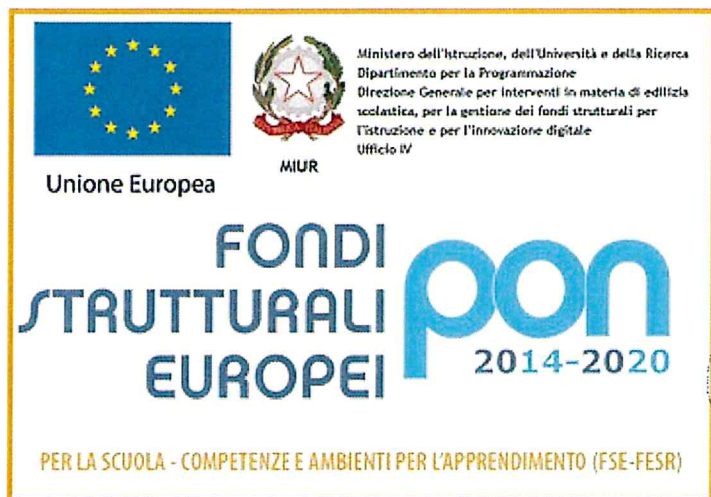 Unione Europea
MIUR
Ministero dell'Istruzione, dell'Università e della Ricerca
Dipartimento per la Programmazione
Direzione Generale per interventi in materia di edilizia
scolastica, per la gestione dei fondi strutturali per
l'istruzione e per l'innovazione digitale
Ufficio IV
FONDI
STRUTTURALI
EUROPEI
pon
2014-2020
PER LA SCUOLA - COMPETENZE E AMBIENTI PER L'APPRENDIMENTO (FSE-FESR)